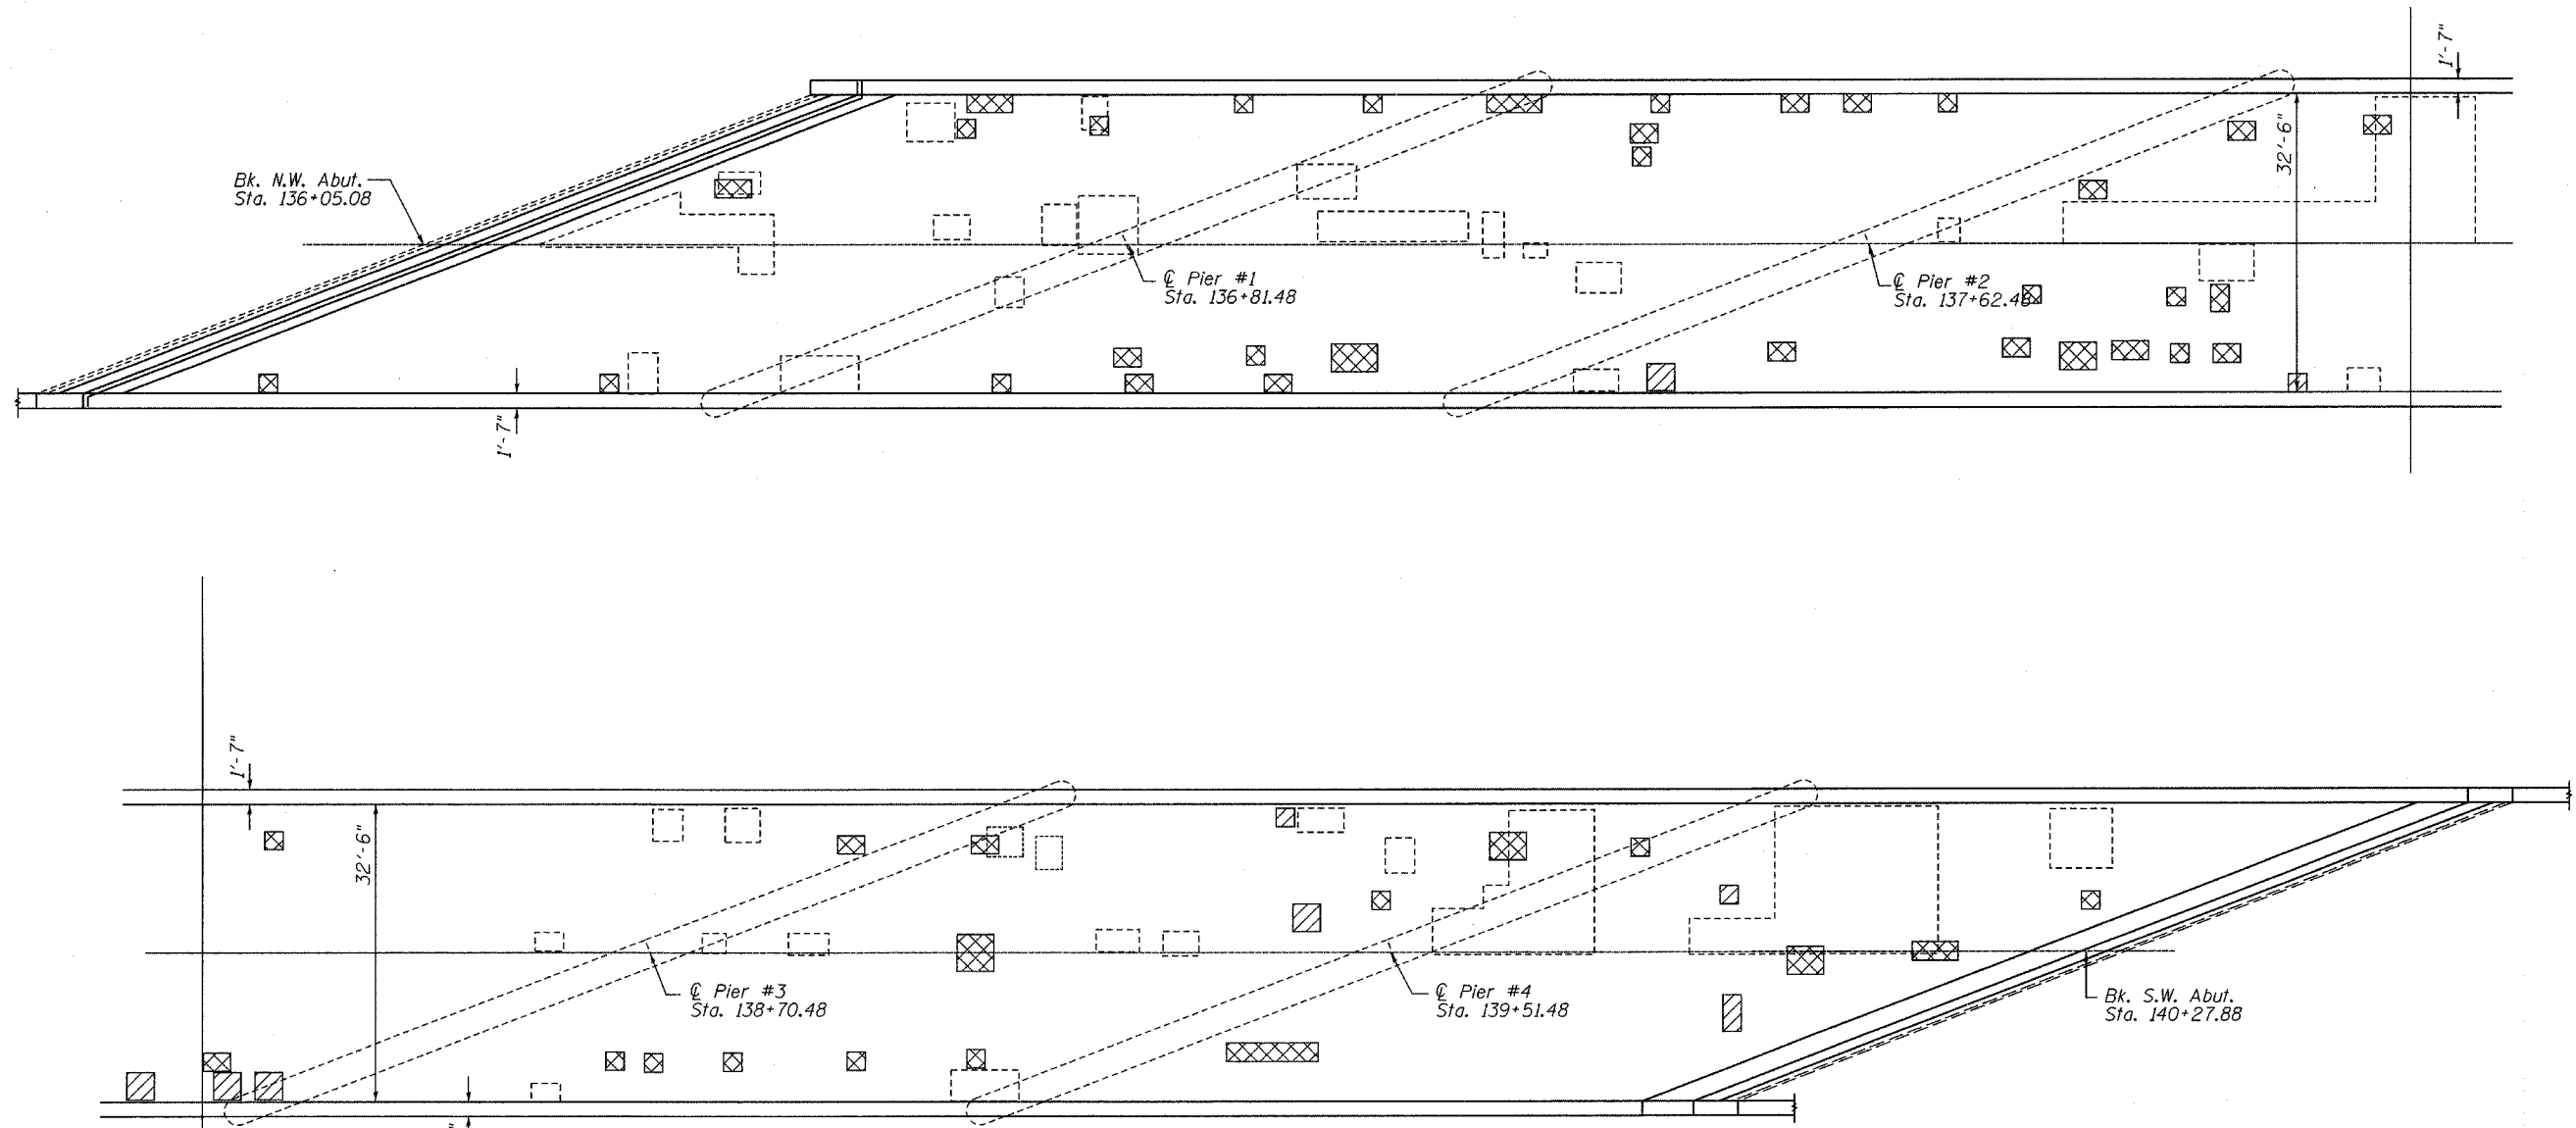 1'-7"
Bk. N.W. Abut.
Sta. 136+05.08
32'-6"
℄ Pier #1
Sta. 136+81.48
℄ Pier #2
Sta. 137+62.48
1'-7"
1'-7"
32'-6"
℄ Pier #3
Sta. 138+70.48
℄ Pier #4
Sta. 139+51.48
Bk. S.W. Abut.
Sta. 140+27.88